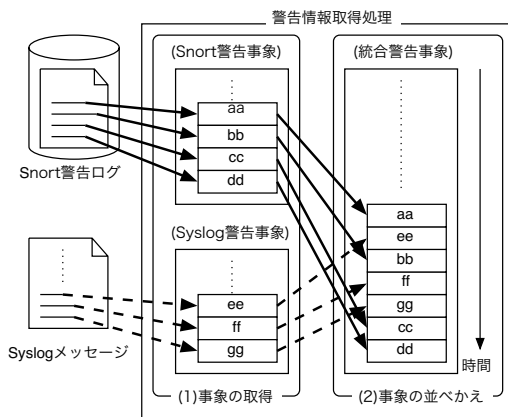 警告情報取得処理
(Snort警告事象)
aa
bb
cc
dd
Snort警告ログ
(Syslog警告事象)
ee
ff
gg
Syslogメッセージ
(1)事象の取得
(統合警告事象)
aa
ee
bb
ff
gg
cc
dd
時間
(2)事象の並べかえ